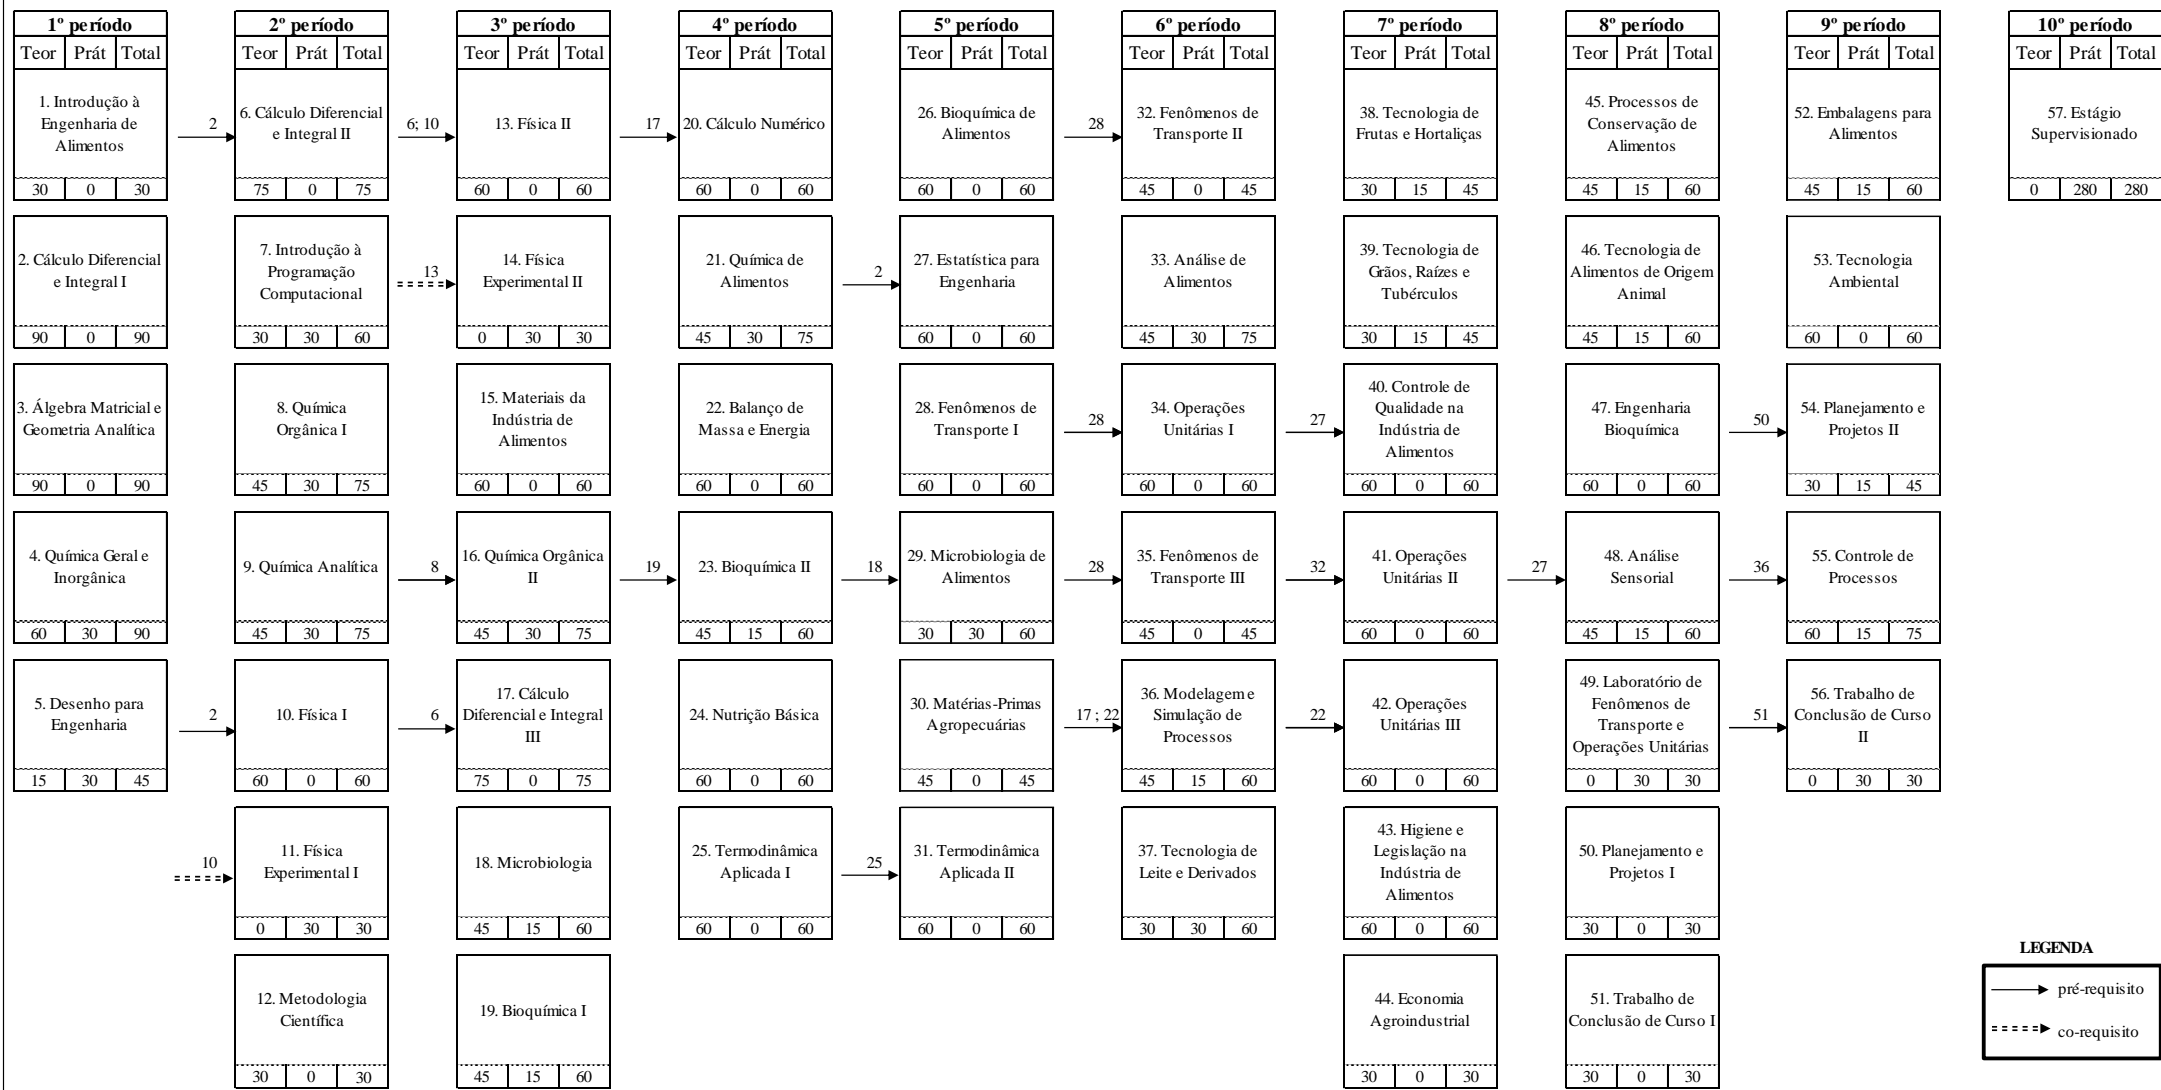 1º período
Teor Prát Total
1. Introdução à
Engenharia de
Alimentos
30 0 30
2. Cálculo Diferencial
e Integral I
90 0 90
3. Álgebra Matricial e
Geometria Analítica
90 0 90
4. Química Geral e
Inorgânica
60 30 90
5. Desenho para
Engenharia
15 30 45
2
2
10
2º período
Teor Prát Total
6. Cálculo Diferencial
e Integral II
75 0 75
7. Introdução à
Programação
Computacional
30 30 60
8. Química
Orgânica I
45 30 75
9. Química Analítica
45 30 75
10. Física I
60 0 60
11. Física
Experimental I
0 30 30
12. Metodologia
Científica
30 0 30
6; 10
13
8
6
3º período
Teor Prát Total
13. Física II
60 0 60
14. Física
Experimental II
0 30 30
15. Materiais da
Indústria de
Alimentos
60 0 60
16. Química Orgânica
II
45 30 75
17. Cálculo
Diferencial e Integral
III
75 0 75
18. Microbiologia
45 15 60
19. Bioquímica I
45 15 60
17
19
4º período
Teor Prát Total
20. Cálculo Numérico
60 0 60
21. Química de
Alimentos
45 30 75
22. Balanço de
Massa e Energia
60 0 60
23. Bioquímica II
45 15 60
24. Nutrição Básica
60 0 60
25. Termodinâmica
Aplicada I
60 0 60
2
18
25
5º período
Teor Prát Total
26. Bioquímica de
Alimentos
60 0 60
27. Estatística para
Engenharia
60 0 60
28. Fenômenos de
Transporte I
60 0 60
29. Microbiologia de
Alimentos
30 30 60
30. Matérias-Primas
Agropecuárias
45 0 45
31. Termodinâmica
Aplicada II
60 0 60
28
28
28
17 ; 22
6º período
Teor Prát Total
32. Fenômenos de
Transporte II
45 0 45
33. Análise de
Alimentos
45 30 75
34. Operações
Unitárias I
60 0 60
35. Fenômenos de
Transporte III
45 0 45
36. Modelagem e
Simulação de
Processos
45 15 60
37. Tecnologia de
Leite e Derivados
30 30 60
27
32
22
7º período
Teor Prát Total
38. Tecnologia de
Frutas e Hortaliças
30 15 45
39. Tecnologia de
Grãos, Raízes e
Tubérculos
30 15 45
40. Controle de
Qualidade na
Indústria de
Alimentos
60 0 60
41. Operações
Unitárias II
60 0 60
42. Operações
Unitárias III
60 0 60
43. Higiene e
Legislação na
Indústria de
Alimentos
60 0 60
44. Economia
Agroindustrial
30 0 30
27
8º período
Teor Prát Total
45. Processos de
Conservação de
Alimentos
45 15 60
46. Tecnologia de
Alimentos de Origem
Animal
45 15 60
47. Engenharia
Bioquímica
60 0 60
48. Análise
Sensorial
45 15 60
49. Laboratório de
Fenômenos de
Transporte e
Operações Unitárias
0 30 30
50. Planejamento e
Projetos I
30 0 30
51. Trabalho de
Conclusão de Curso I
30 0 30
50
36
51
9º período
Teor Prát Total
52. Embalagens para
Alimentos
45 15 60
53. Tecnologia
Ambiental
60 0 60
54. Planejamento e
Projetos II
30 15 45
55. Controle de
Processos
60 15 75
56. Trabalho de
Conclusão de Curso
II
0 30 30
10º período
Teor Prát Total
57. Estágio
Supervisionado
0 280 280
LEGENDA
pré-requisito
co-requisito